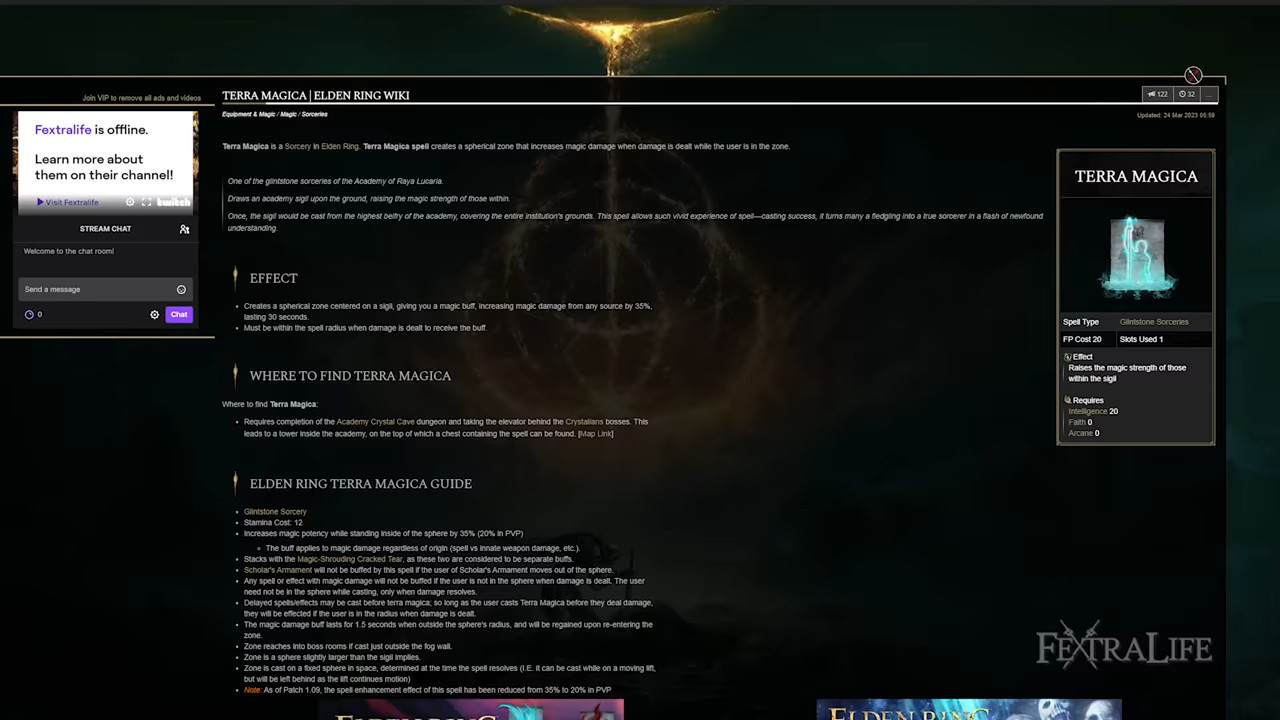 Join VIP to remove all ads and videos
Fextralife is offline.
Learn more about
them on their channel!
Visit Fextralife
twitch
STREAM CHAT
Welcome to the chat room!
Send a message
0
Chat
TERRA MAGICA | ELDEN RING WIKI
122
32
...
Equipment & Magic / Magic / Sorceries
Updated: 24 Mar 2023 05:59
Terra Magica is a Sorcery in Elden Ring. Terra Magica spell creates a spherical zone that increases magic damage when damage is dealt while the user is in the zone.
One of the glintstone sorceries of the Academy of Raya Lucaria.
Draws an academy sigil upon the ground, raising the magic strength of those within.
Once, the sigil would be cast from the highest belfry of the academy, covering the entire institution's grounds. This spell allows such vivid experience of spell—casting success, it turns many a fledgling into a true sorcerer in a flash of newfound
understanding.
EFFECT
Creates a spherical zone centered on a sigil, giving you a magic buff, increasing magic damage from any source by 35%,
lasting 30 seconds.
Must be within the spell radius when damage is dealt to receive the buff.
WHERE TO FIND TERRA MAGICA
Where to find Terra Magica:
Requires completion of the Academy Crystal Cave dungeon and taking the elevator behind the Crystalians bosses. This
leads to a tower inside the academy, on the top of which a chest containing the spell can be found. [Map Link]
ELDEN RING TERRA MAGICA GUIDE
Glintstone Sorcery
Stamina Cost: 12
Increases magic potency while standing inside of the sphere by 35% (20% in PVP)
The buff applies to magic damage regardless of origin (spell vs innate weapon damage, etc.).
Stacks with the Magic-Shrouding Cracked Tear, as these two are considered to be separate buffs.
Scholar's Armament will not be buffed by this spell if the user of Scholar's Armament moves out of the sphere.
Any spell or effect with magic damage will not be buffed if the user is not in the sphere when damage is dealt. The user
need not be in the sphere while casting, only when damage resolves.
Delayed spells/effects may be cast before terra magica; so long as the user casts Terra Magica before they deal damage,
they will be effected if the user is in the radius when damage is dealt.
The magic damage buff lasts for 1.5 seconds when outside the sphere's radius, and will be regained upon re-entering the
zone.
Zone reaches into boss rooms if cast just outside the fog wall.
Zone is a sphere slightly larger than the sigil implies.
Zone is cast on a fixed sphere in space, determined at the time the spell resolves (I.E. it can be cast while on a moving lift,
but will be left behind as the lift continues motion)
Note: As of Patch 1.09, the spell enhancement effect of this spell has been reduced from 35% to 20% in PVP
TERRA MAGICA
Spell Type Glintstone Sorceries
FP Cost 20 Slots Used 1
Effect
Raises the magic strength of those
within the sigil
Requires
Intelligence 20
Faith 0
Arcane 0
FEXTRALIFE
ELDEN RING
ELDEN RING